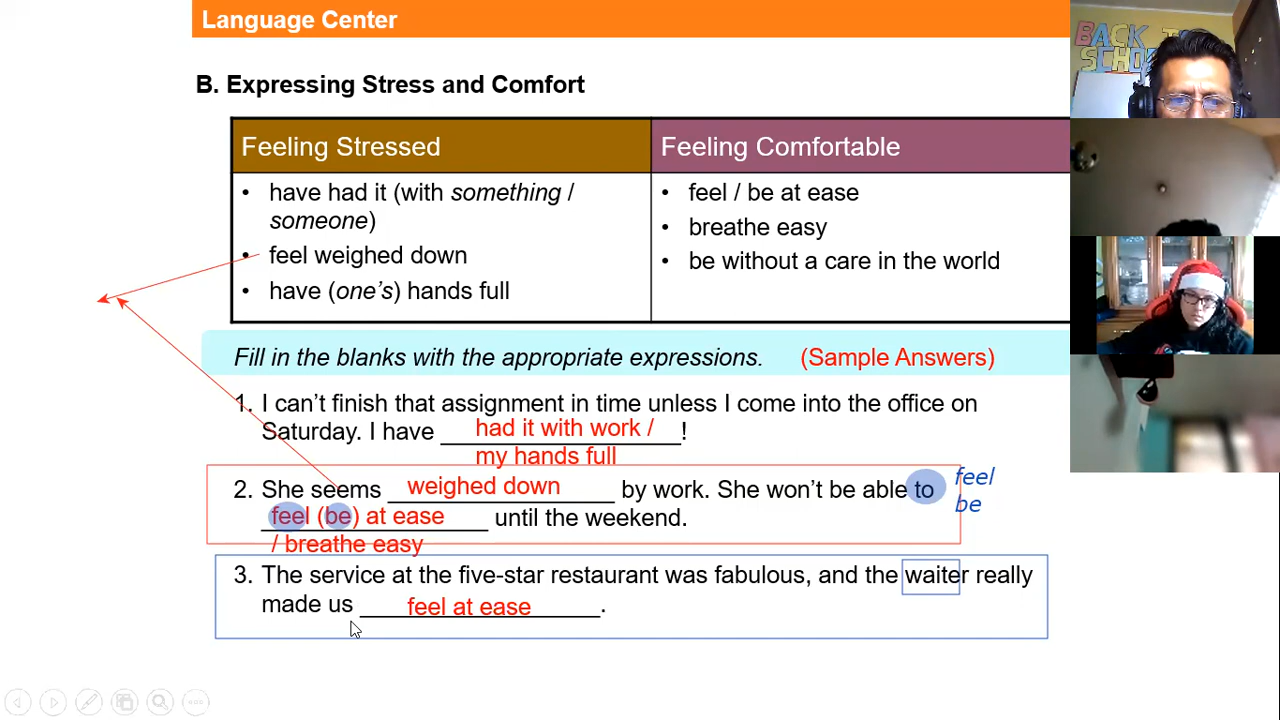 Language Center
B. Expressing Stress and Comfort
Feeling Stressed
Feeling Comfortable
• have had it (with something /
someone)
• feel weighed down
• have (one’s) hands full
• feel / be at ease
• breathe easy
• be without a care in the world
Fill in the blanks with the appropriate expressions. (Sample Answers)
1. I can’t finish that assignment in time unless I come into the office on
Saturday. I have had it with work / !
my hands full
2. She seems weighed down by work. She won’t be able to
feel
be
feel (be) at ease until the weekend.
/ breathe easy
3. The service at the five-star restaurant was fabulous, and the waiter really
made us feel at ease .
BACK TO
SCHOOL